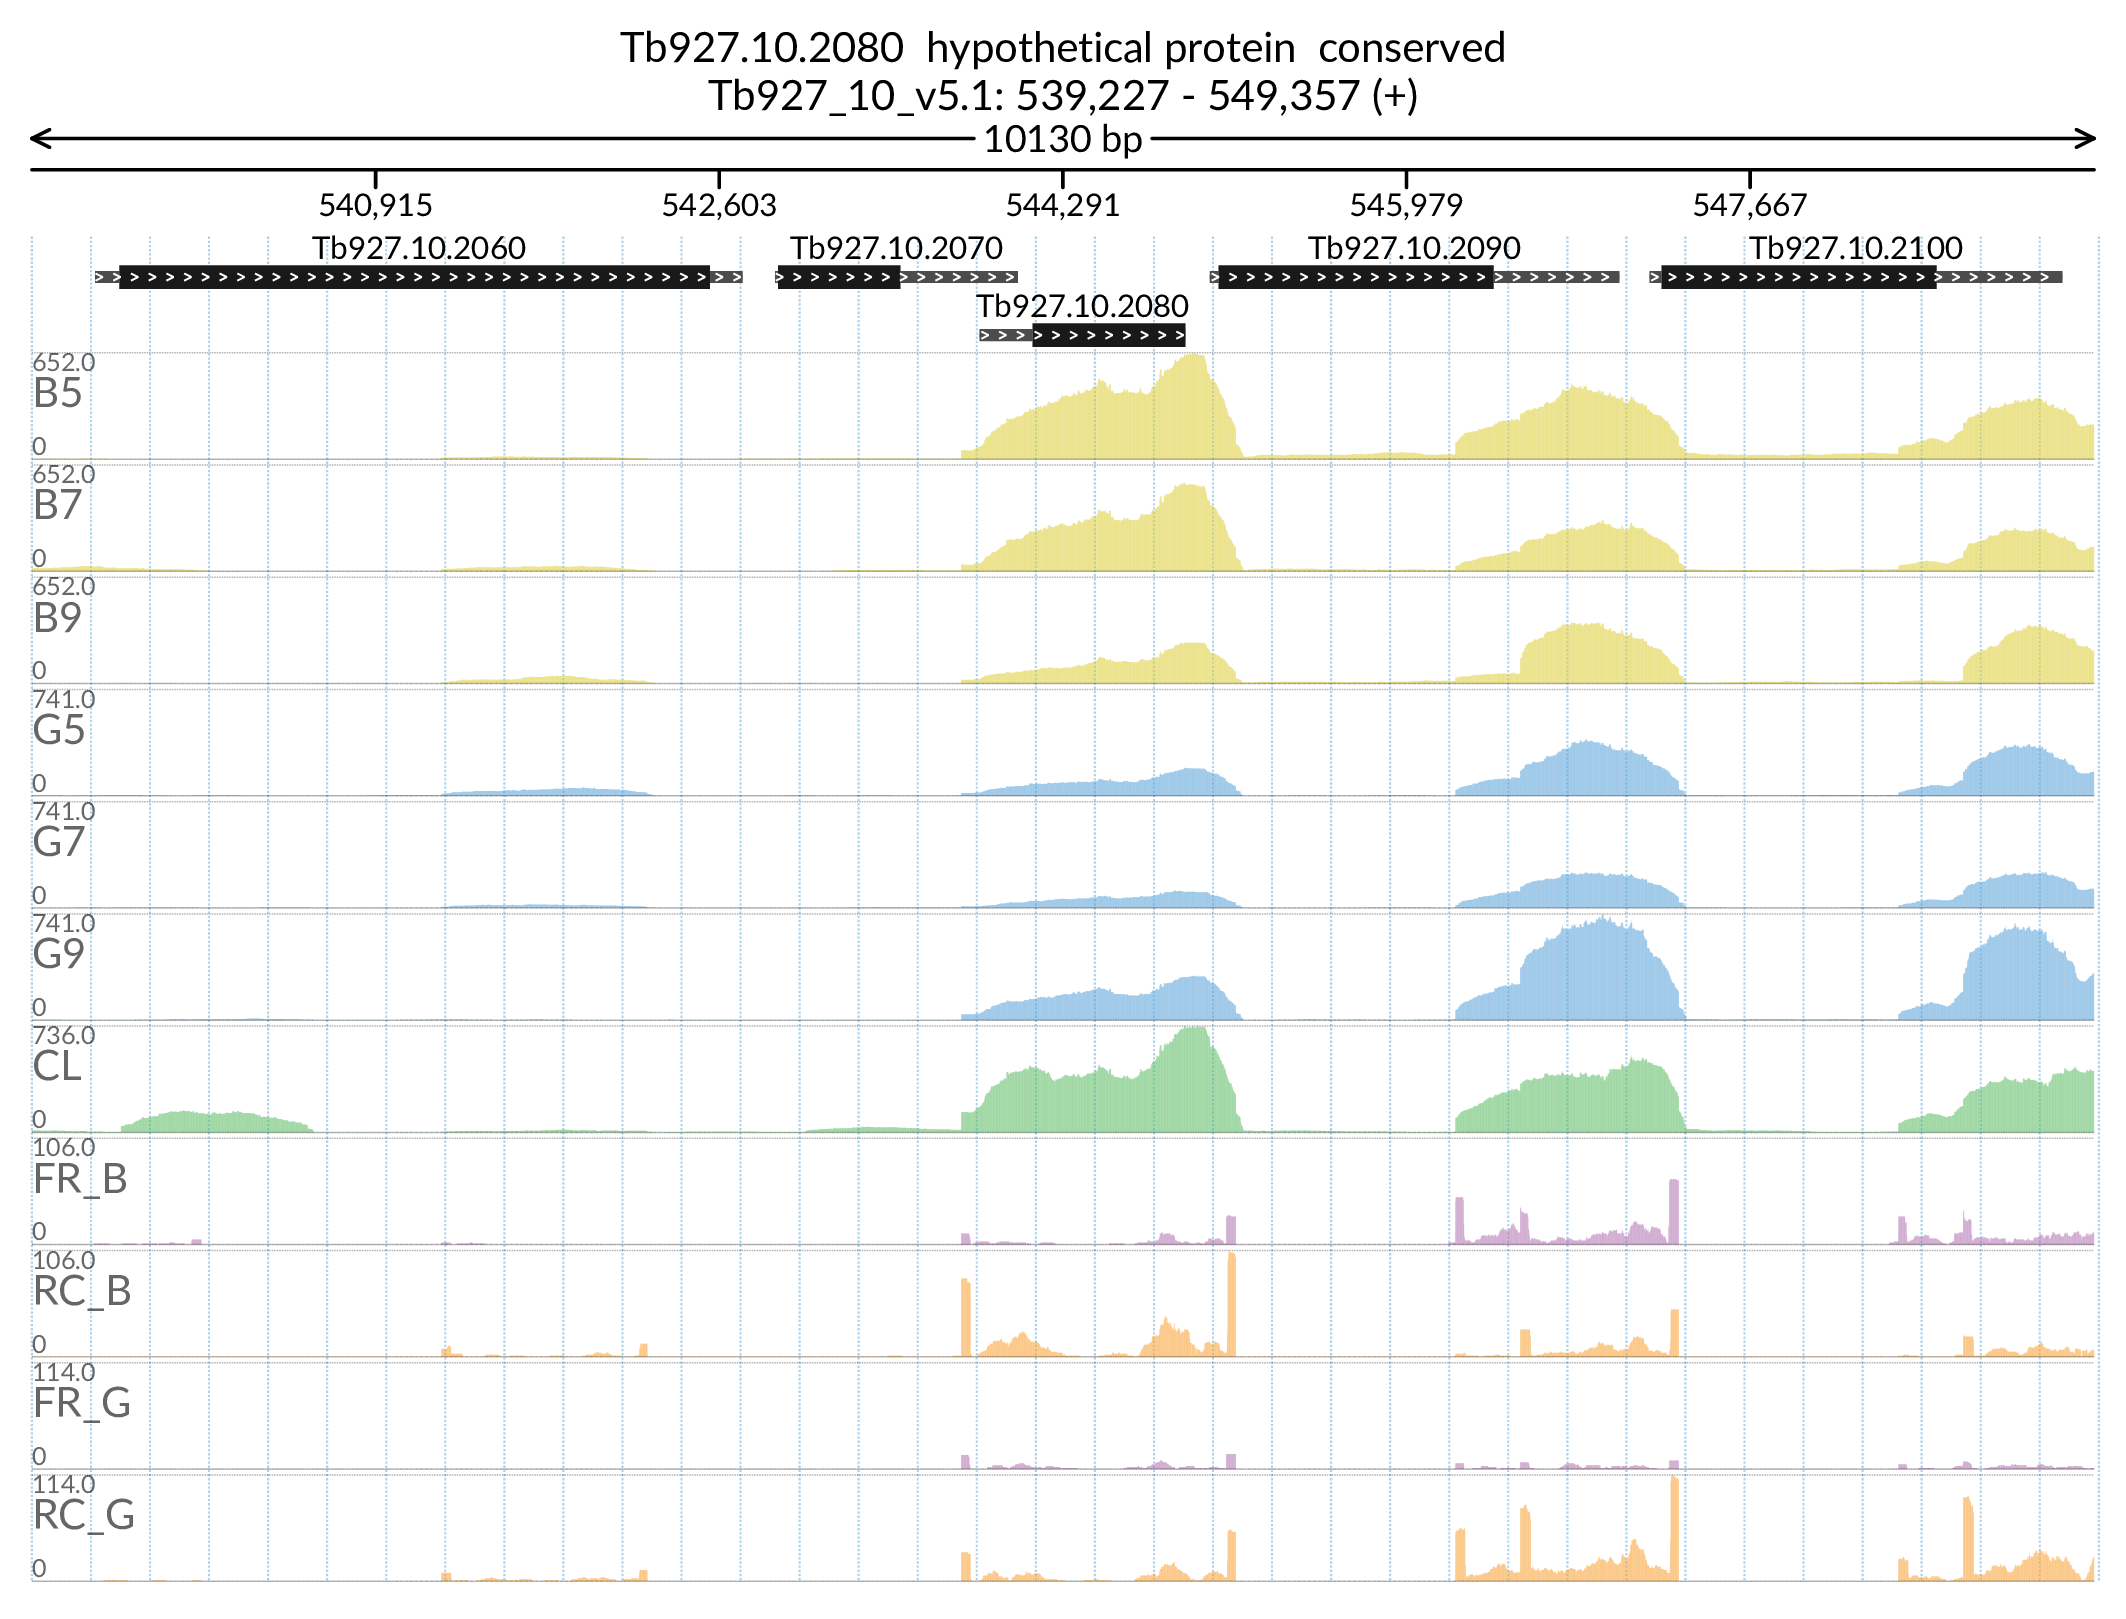 Tb927.10.2080 hypothetical protein conserved
Tb927_10_v5.1: 539,227 - 549,357 (+)
10130 bp
540,915 542,603 544,291 545,979 547,667
Tb927.10.2060 Tb927.10.2070 Tb927.10.2090 Tb927.10.2100
Tb927.10.2080
652.0
B5
0
652.0
B7
0
652.0
B9
0
741.0
G5
0
741.0
G7
0
741.0
G9
0
736.0
CL
0
106.0
FR_B
0
106.0
RC_B
0
114.0
FR_G
0
114.0
RC_G
0